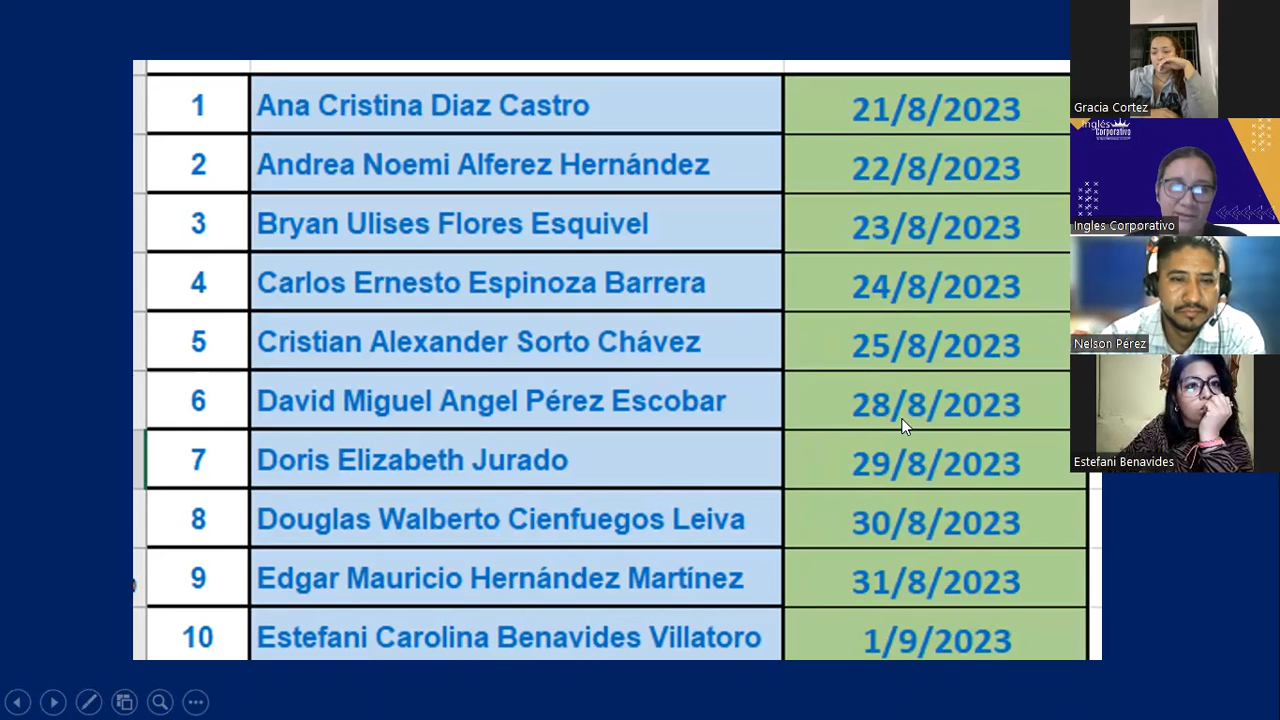 1 Ana Cristina Diaz Castro 21/8/2023
2 Andrea Noemi Alferez Hernández 22/8/2023
3 Bryan Ulises Flores Esquivel 23/8/2023
4 Carlos Ernesto Espinoza Barrera 24/8/2023
5 Cristian Alexander Sorto Chávez 25/8/2023
6 David Miguel Angel Pérez Escobar 28/8/2023
7 Doris Elizabeth Jurado 29/8/2023
8 Douglas Walberto Cienfuegos Leiva 30/8/2023
9 Edgar Mauricio Hernández Martínez 31/8/2023
10 Estefani Carolina Benavides Villatoro 1/9/2023
Gracia Cortez
Inglés
Corporativo
Ingles Corporativo
Nelson Pérez
Estefani Benavides